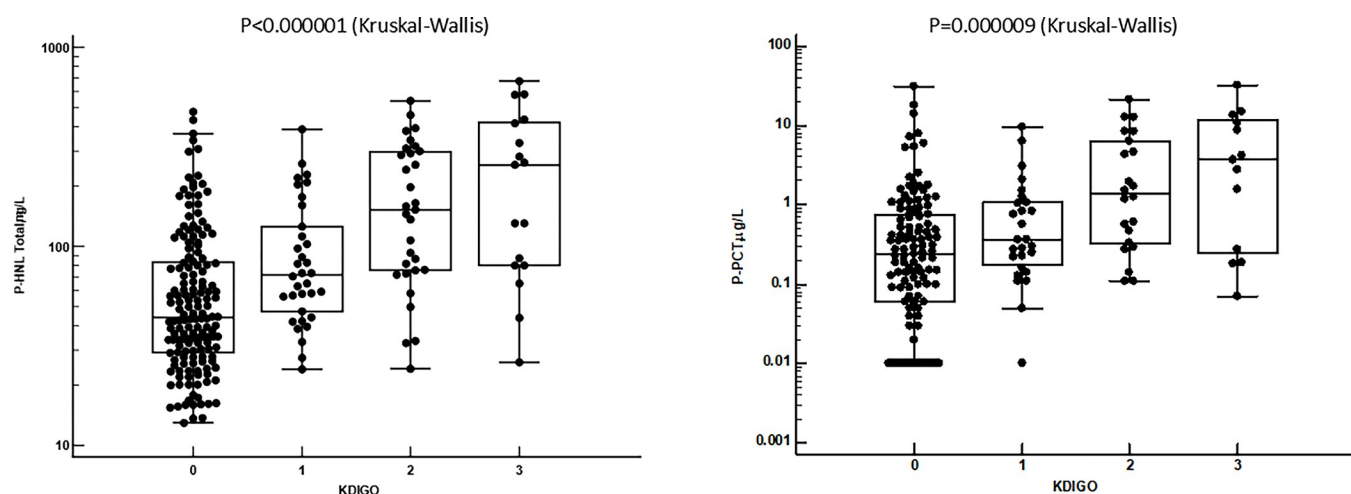 P<0.000001 (Kruskal-Wallis)
1000
100
10
P-HNL Total,
0 1 2 3
KDIGO
P=0.000009 (Kruskal-Wallis)
100
10
1
0.1
0.01
0.001
P-PCT µg/L
0 1 2 3
KDIGO